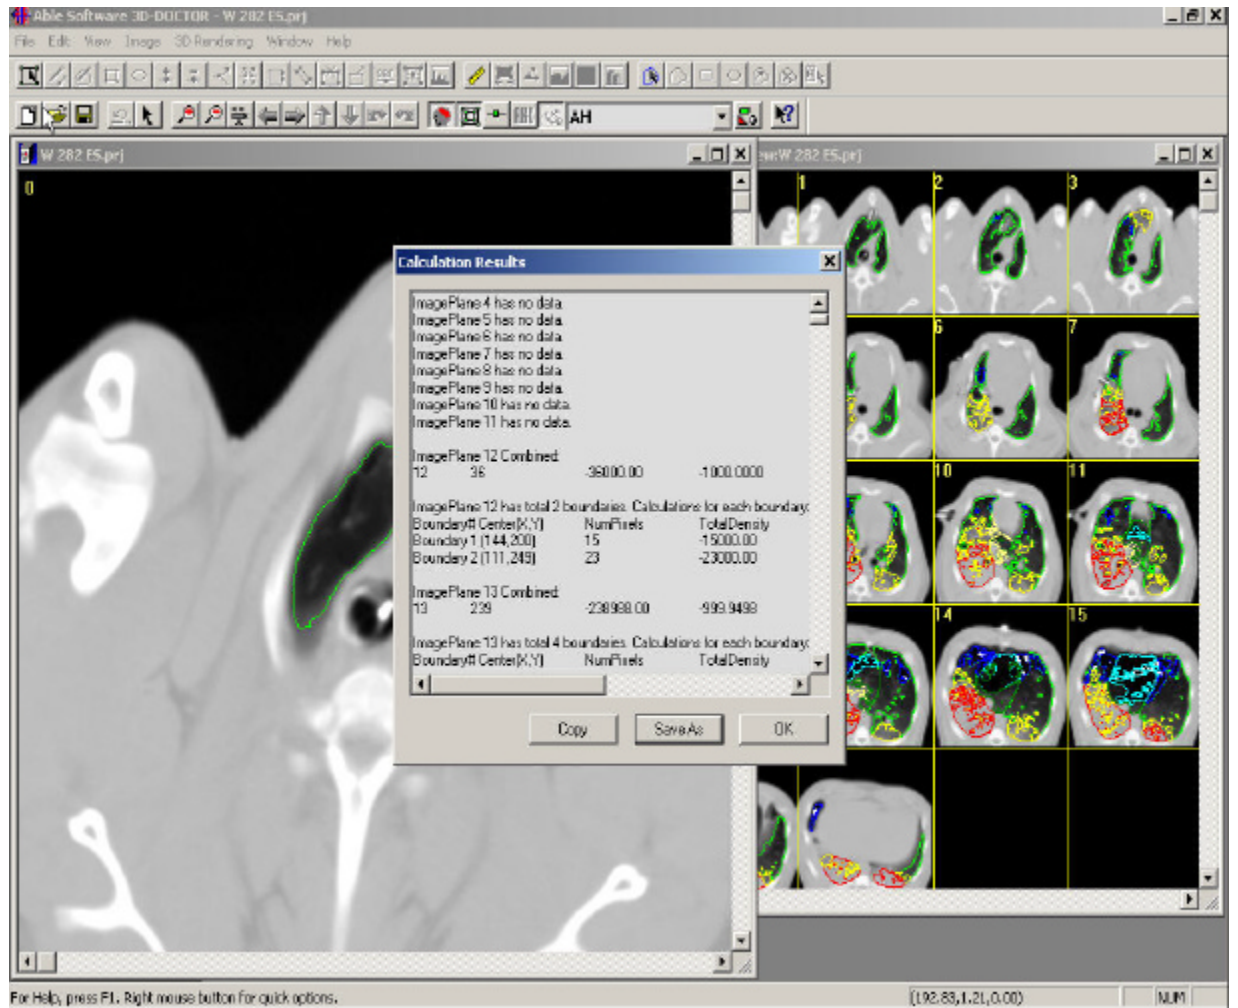 Able Software 3D-DOCTOR - W 282 ES.prj
File Edit View Image 3D-Rendering Window Help
AH
W 282 ES.prj
0
ew:W 282 ES.prj
1
2
3
6
7
10
11
14
15
Calculation Results
ImagePlane 4 has no data.
ImagePlane 5 has no data.
ImagePlane 6 has no data.
ImagePlane 7 has no data.
ImagePlane 8 has no data.
ImagePlane 9 has no data.
ImagePlane 10 has no data.
ImagePlane 11 has no data.
ImagePlane 12 Combined:
12 36 -36000.00 -1000.0000
ImagePlane 12 has total 2 boundaries. Calculations for each boundary:
Boundary# Center(X,Y) NumPixels TotalDensity
Boundary 1 (144,200) 15 -15000.00
Boundary 2 (111,249) 23 -23000.00
ImagePlane 13 Combined:
13 239 -238988.00 -999.9498
ImagePlane 13 has total 4 boundaries. Calculations for each boundary:
Boundary# Center(X,Y) NumPixels TotalDensity
Copy Save As OK
For Help, press F1. Right mouse button for quick options. (192.83,1.21,0.00) NUM